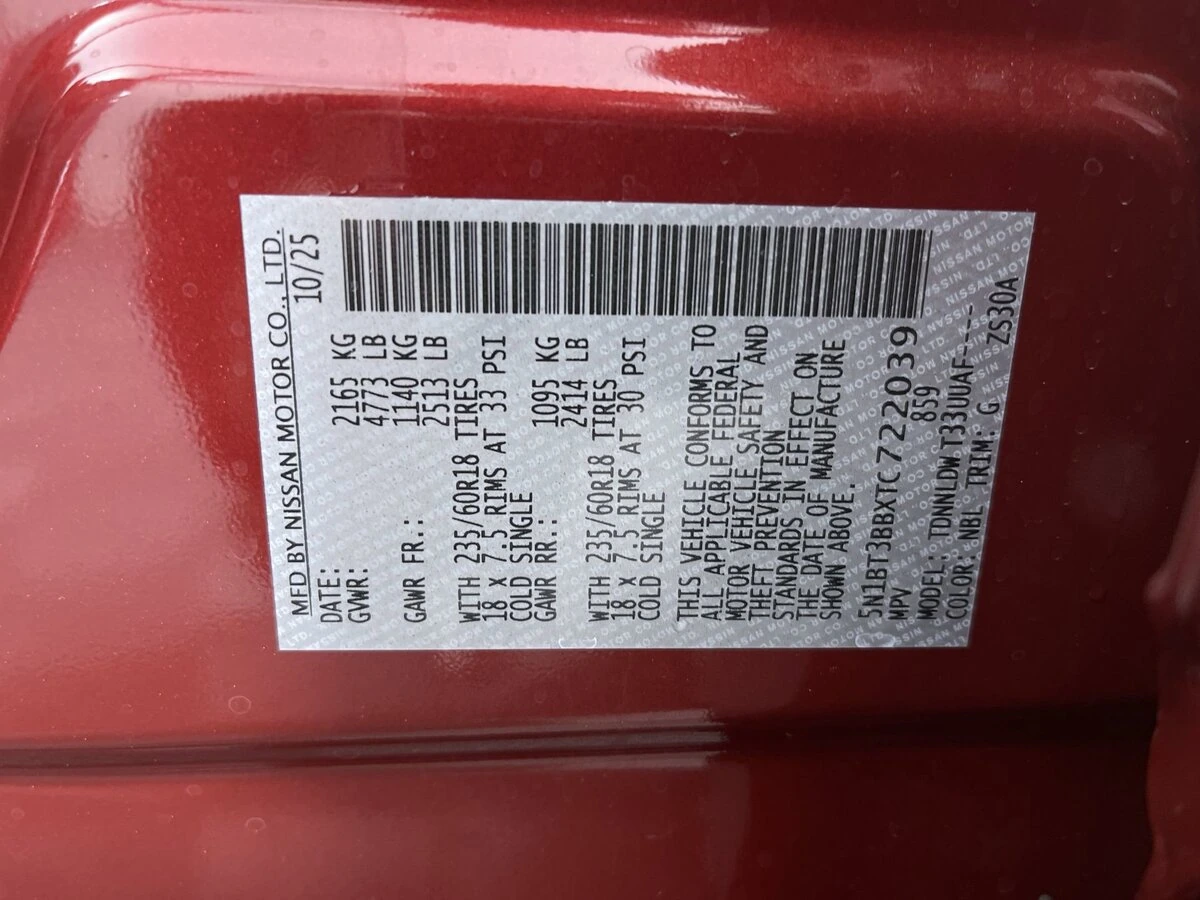 MFD BY NISSAN MOTOR CO., LTD.
DATE: 10/25
GVWR: 2165 KG
4773 LB
GAWR FR.: 1140 KG
2513 LB
WITH 235/60R18 TIRES
18 X 7.5 RIMS AT 33 PSI
COLD SINGLE
GAWR RR.: 1095 KG
2414 LB
WITH 235/60R18 TIRES
18 X 7.5 RIMS AT 30 PSI
COLD SINGLE
THIS VEHICLE CONFORMS TO
ALL APPLICABLE FEDERAL
MOTOR VEHICLE SAFETY AND
THEFT PREVENTION
STANDARDS IN EFFECT ON
THE DATE OF MANUFACTURE
SHOWN ABOVE.
5N1BT3BBXTC722039
MPV 859
MODEL: TDNNLDW T33UUAF----
COLOR: NBL TRIM: G ZS30A